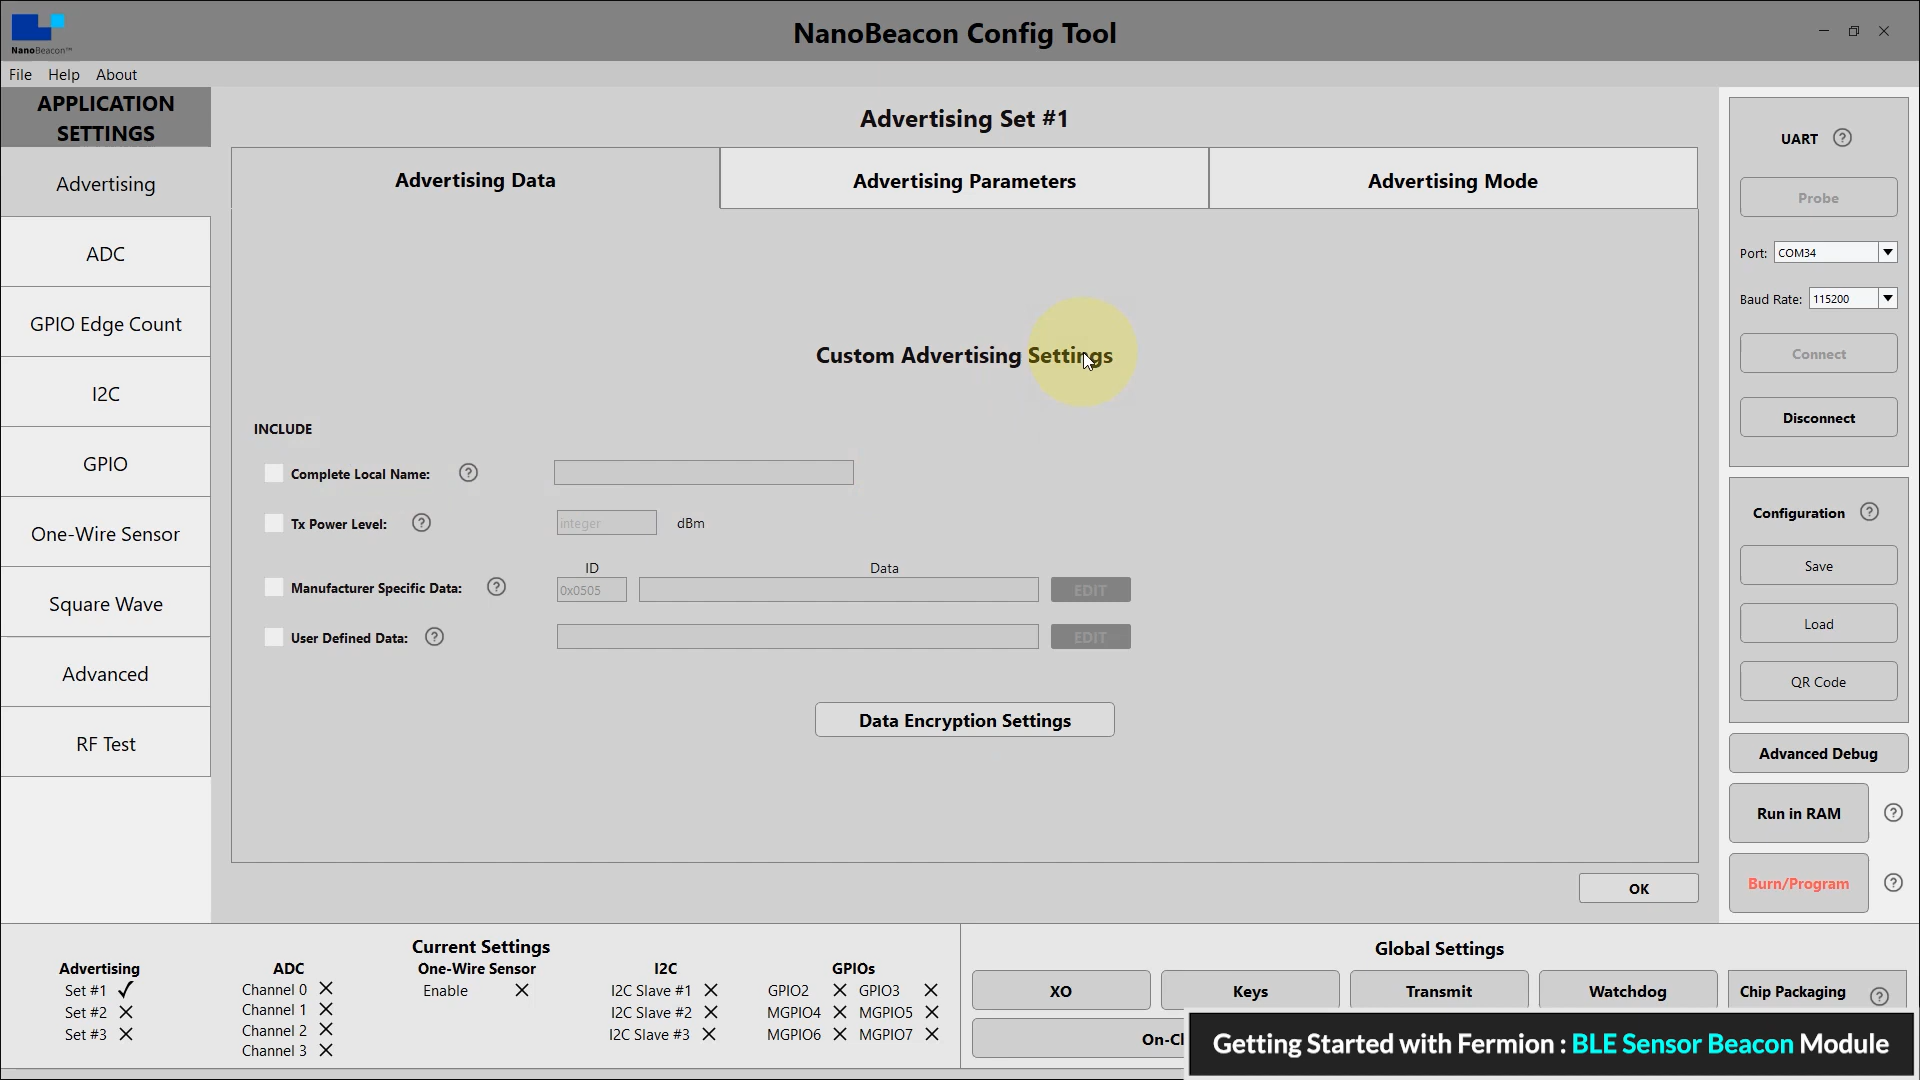 NanoBeacon™
NanoBeacon Config Tool
File Help About
APPLICATION
SETTINGS
Advertising
ADC
GPIO Edge Count
I2C
GPIO
One-Wire Sensor
Square Wave
Advanced
RF Test
Advertising Set #1
Advertising Data Advertising Parameters Advertising Mode
Custom Advertising Settings
INCLUDE
Complete Local Name: ?
Tx Power Level: ? integer dBm
ID Data
Manufacturer Specific Data: ? 0x0505 EDIT
User Defined Data: ? EDIT
Data Encryption Settings
OK
UART ?
Probe
Port: COM34
Baud Rate: 115200
Connect
Disconnect
Configuration ?
Save
Load
QR Code
Advanced Debug
Run in RAM ?
Burn/Program ?
Current Settings
Advertising ADC One-Wire Sensor I2C GPIOs
Set #1 Channel 0 Enable I2C Slave #1 GPIO2 GPIO3
Set #2 Channel 1 I2C Slave #2 MGPIO4 MGPIO5
Set #3 Channel 2 I2C Slave #3 MGPIO6 MGPIO7
Channel 3
Global Settings
XO Keys Transmit Watchdog Chip Packaging ?
Getting Started with Fermion : BLE Sensor Beacon Module